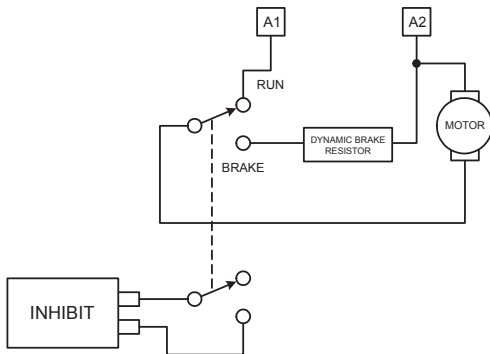 A1
A2
RUN
MOTOR
DYNAMIC BRAKE
RESISTOR
BRAKE
INHIBIT